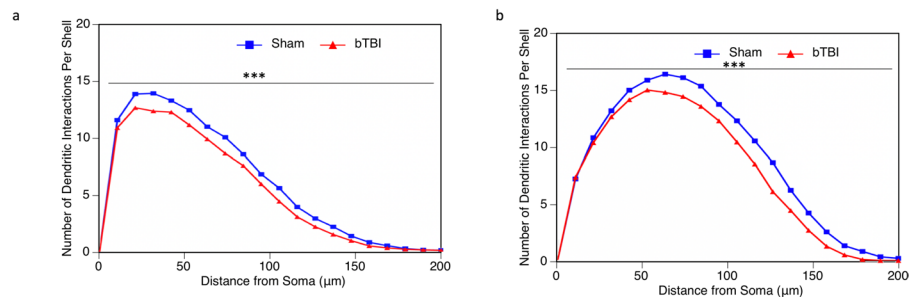 a
Number of Dendritic Interactions Per Shell
20
15
10
5
0
Sham bTBI
***
0 50 100 150 200
Distance from Soma (µm)
b
Number of Dendritic Interactions Per Shell
20
15
10
5
0
Sham bTBI
***
0 50 100 150 200
Distance from Soma (µm)